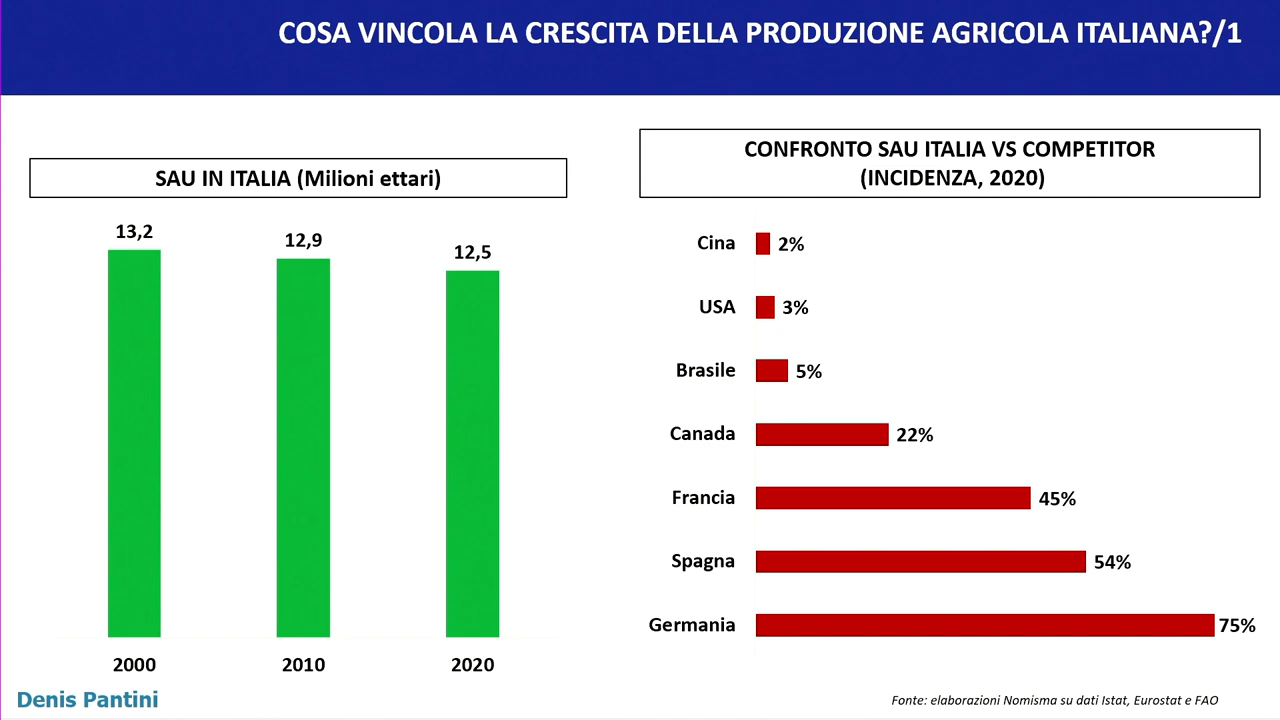 COSA VINCOLA LA CRESCITA DELLA PRODUZIONE AGRICOLA ITALIANA?/1
SAU IN ITALIA (Milioni ettari)
13,2
12,9
12,5
2000
2010
2020
CONFRONTO SAU ITALIA VS COMPETITOR
(INCIDENZA, 2020)
Cina 2%
USA 3%
Brasile 5%
Canada 22%
Francia 45%
Spagna 54%
Germania 75%
Denis Pantini
Fonte: elaborazioni Nomisma su dati Istat, Eurostat e FAO